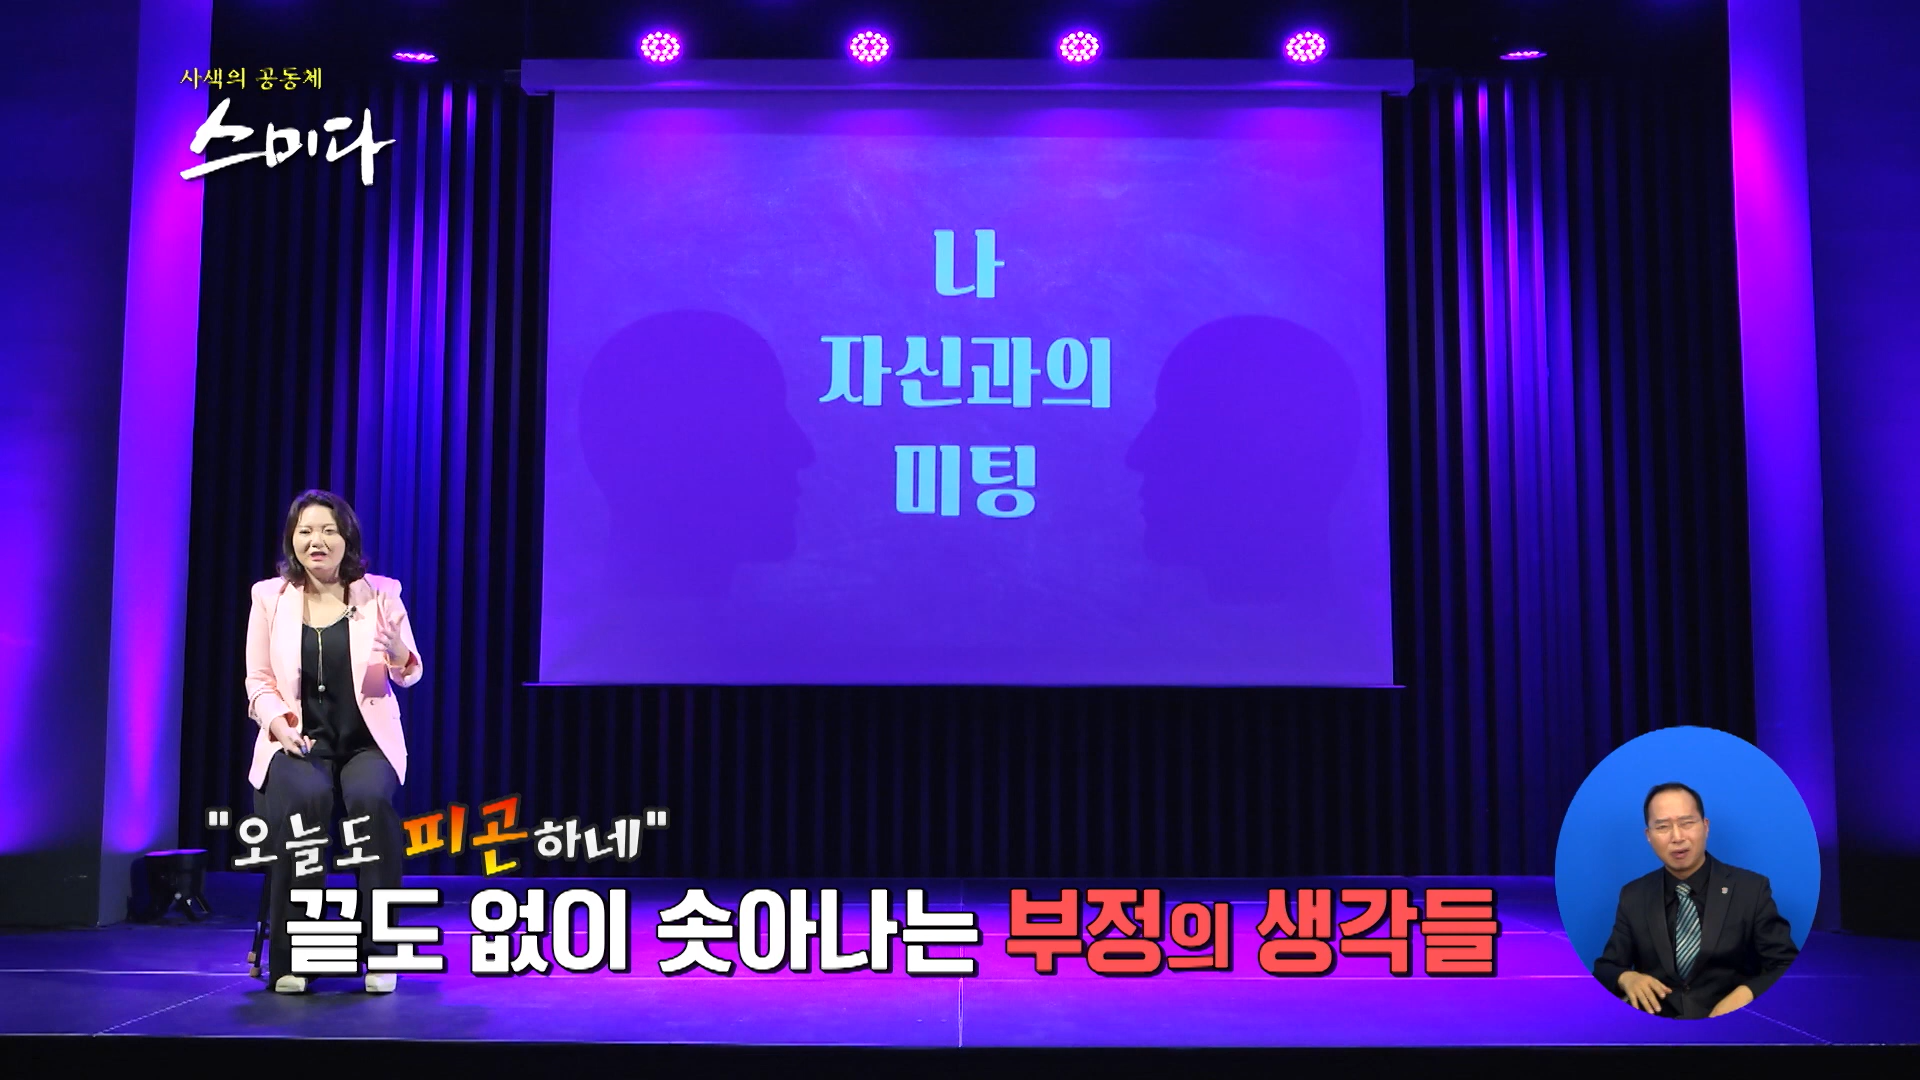 사색의 공동체
스미다
나
자신과의
미팅
"오늘도 피곤하네"
끝도 없이 솟아나는 부정의 생각들